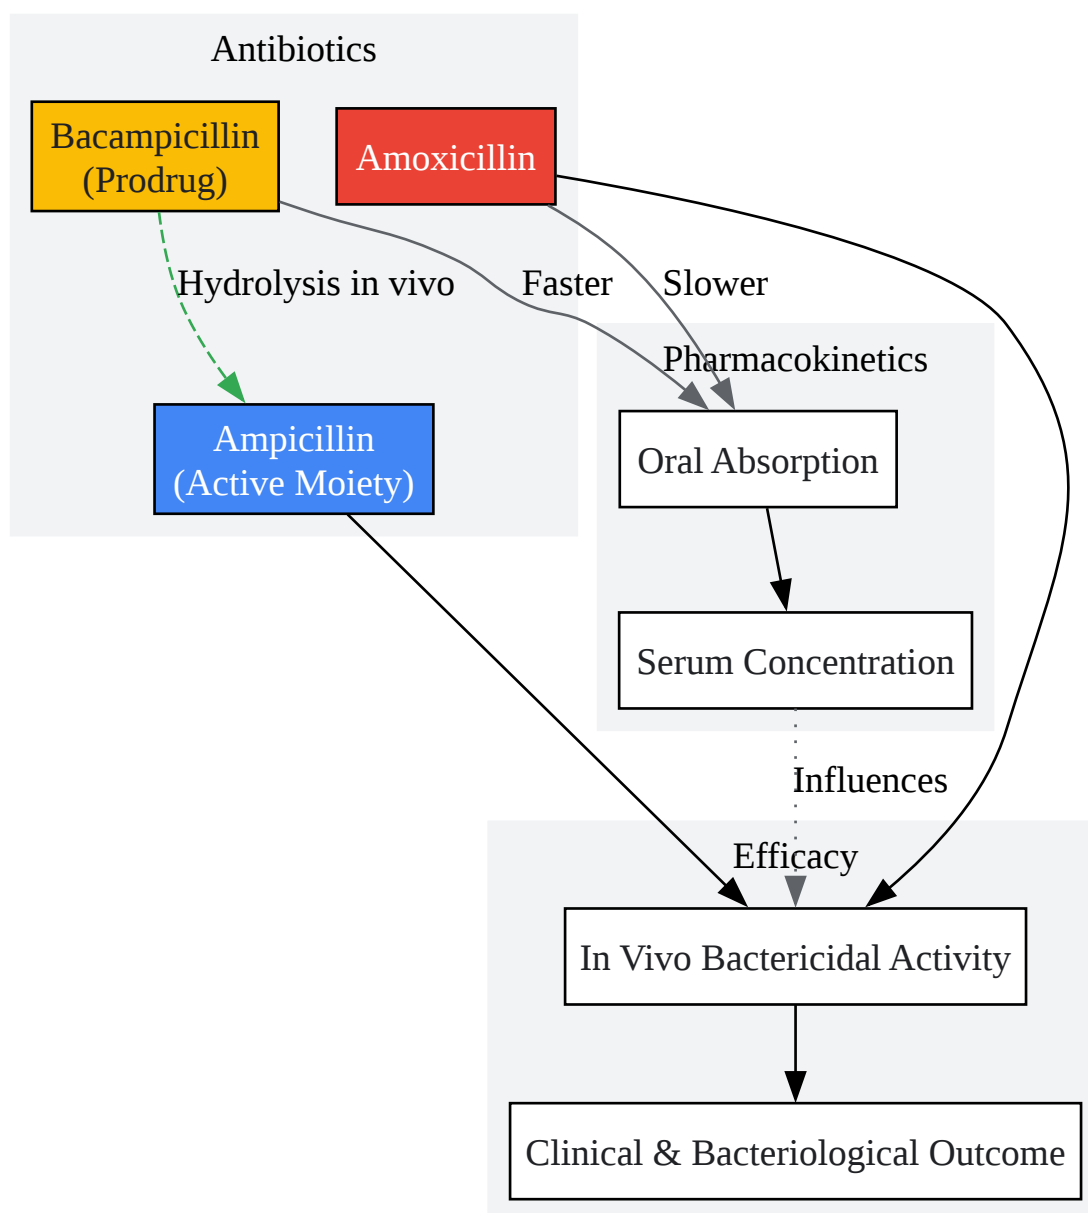 Antibiotics
Bacampicillin
(Prodrug)
Amoxicillin
Hydrolysis in vivo
Faster
Slower
Pharmacokinetics
Ampicillin
(Active Moiety)
Oral Absorption
Serum Concentration
Influences
Efficacy
In Vivo Bactericidal Activity
Clinical & Bacteriological Outcome